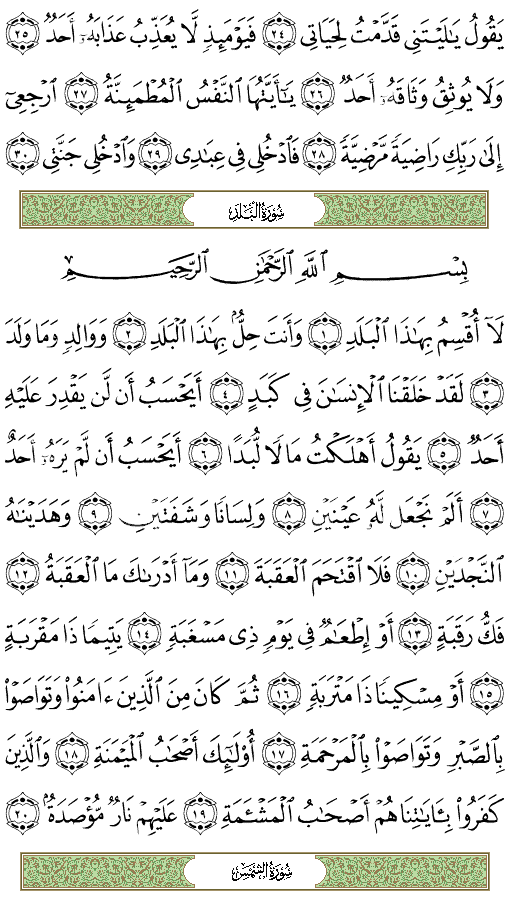 يَقُولُ يَـٰلَيْتَنِى قَدَّمْتُ لِحَيَاتِى ٢٤ فَيَوْمَئِذٍ لَّا يُعَذِّبُ عَذَابَهُۥٓ أَحَدٌ ٢٥
وَلَا يُوثِقُ وَثَاقَهُۥٓ أَحَدٌ ٢٦ يَـٰٓأَيَّتُهَا ٱلنَّفْسُ ٱلْمُطْمَئِنَّةُ ٢٧ ٱرْجِعِىٓ
إِلَىٰ رَبِّكِ رَاضِيَةً مَّرْضِيَّةً ٢٨ فَٱدْخُلِى فِى عِبَـٰدِى ٢٩ وَٱدْخُلِى جَنَّتِى ٣٠
سُورَةُ الْبَلَدِ
بِسْمِ ٱللَّهِ ٱلرَّحْمَـٰنِ ٱلرَّحِيمِ
لَآ أُقْسِمُ بِهَـٰذَا ٱلْبَلَدِ ١ وَأَنتَ حِلٌّۢ بِهَـٰذَا ٱلْبَلَدِ ٢ وَوَالِدٍ وَمَا وَلَدَ
٣ لَقَدْ خَلَقْنَا ٱلْإِنسَـٰنَ فِى كَبَدٍ ٤ أَيَحْسَبُ أَن لَّن يَقْدِرَ عَلَيْهِ
أَحَدٌ ٥ يَقُولُ أَهْلَكْتُ مَالًا لُّبَدًا ٦ أَيَحْسَبُ أَن لَّمْ يَرَهُۥٓ أَحَدٌ
٧ أَلَمْ نَجْعَل لَّهُۥ عَيْنَيْنِ ٨ وَلِسَانًا وَشَفَتَيْنِ ٩ وَهَدَيْنَـٰهُ
ٱلنَّجْدَيْنِ ١٠ فَلَا ٱقْتَحَمَ ٱلْعَقَبَةَ ١١ وَمَآ أَدْرَىٰكَ مَا ٱلْعَقَبَةُ ١٢
فَكُّ رَقَبَةٍ ١٣ أَوْ إِطْعَـٰمٌ فِى يَوْمٍ ذِى مَسْغَبَةٍ ١٤ يَتِيمًا ذَا مَقْرَبَةٍ
١٥ أَوْ مِسْكِينًا ذَا مَتْرَبَةٍ ١٦ ثُمَّ كَانَ مِنَ ٱلَّذِينَ ءَامَنُوا۟ وَتَوَاصَوْا۟
بِٱلصَّبْرِ وَتَوَاصَوْا۟ بِٱلْمَرْحَمَةِ ١٧ أُو۟لَـٰٓئِكَ أَصْحَـٰبُ ٱلْمَيْمَنَةِ ١٨ وَٱلَّذِينَ
كَفَرُوا۟ بِـَٔايَـٰتِنَا هُمْ أَصْحَـٰبُ ٱلْمَشْـَٔمَةِ ١٩ عَلَيْهِمْ نَارٌ مُّؤْصَدَةٌۢ ٢٠
سُورَةُ الشَّمْسِ